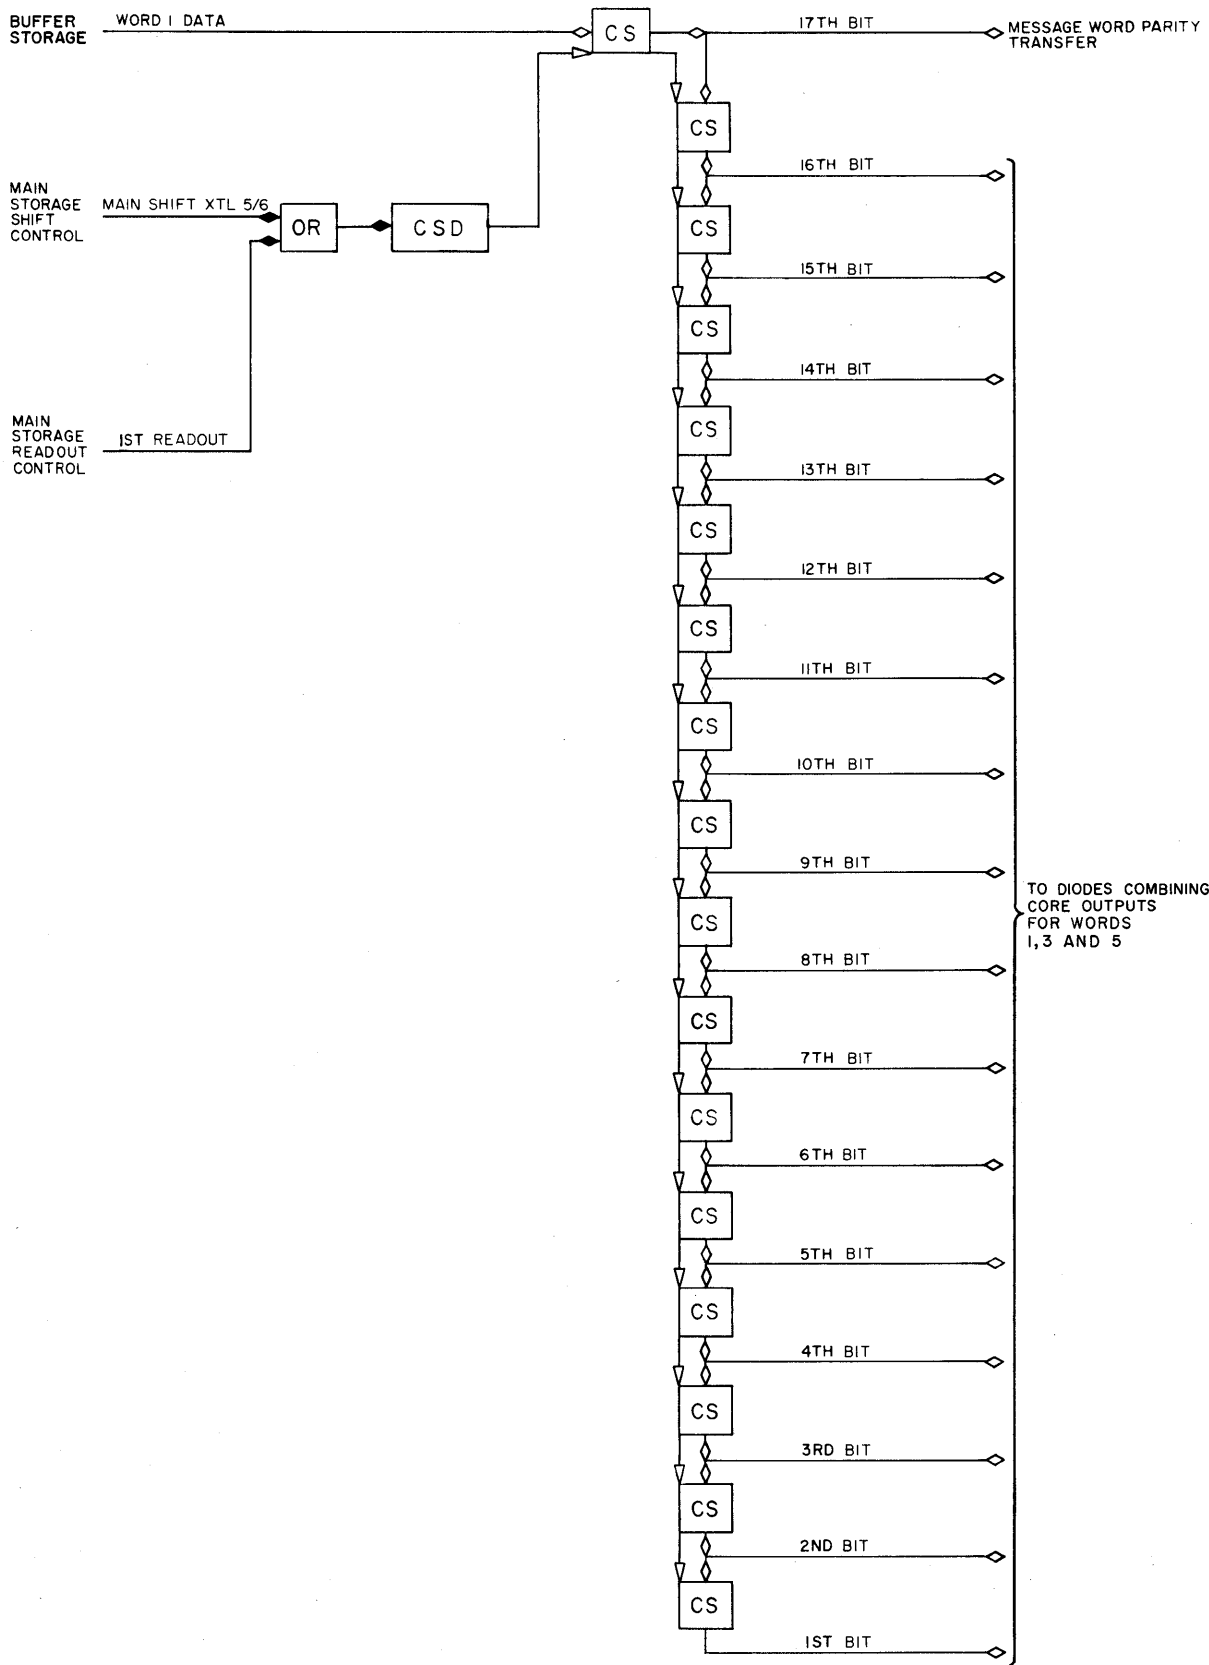 BUFFER
STORAGE
WORD 1 DATA
CS
17TH BIT
MESSAGE WORD PARITY
TRANSFER
CS
16TH BIT
MAIN
STORAGE
SHIFT
CONTROL
MAIN SHIFT XTL 5/6
OR
CSD
CS
15TH BIT
CS
14TH BIT
MAIN
STORAGE
READOUT
CONTROL
1ST READOUT
CS
13TH BIT
CS
12TH BIT
CS
11TH BIT
CS
10TH BIT
CS
9TH BIT
TO DIODES COMBINING
CORE OUTPUTS
FOR WORDS
1,3 AND 5
CS
8TH BIT
CS
7TH BIT
CS
6TH BIT
CS
5TH BIT
CS
4TH BIT
CS
3RD BIT
CS
2ND BIT
CS
1ST BIT